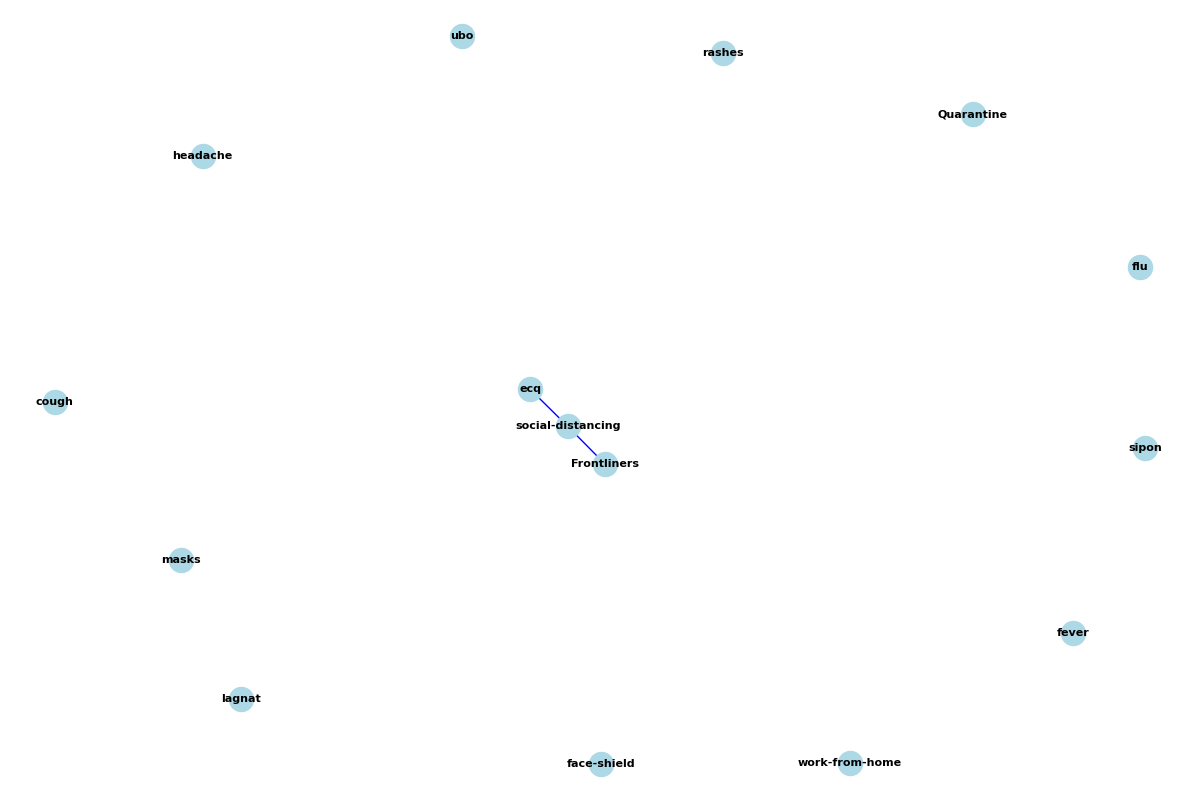 ubo
rashes
Quarantine
headache
flu
ecq
cough
social-distancing
sipon
Frontliners
masks
fever
lagnat
face-shield
work-from-home